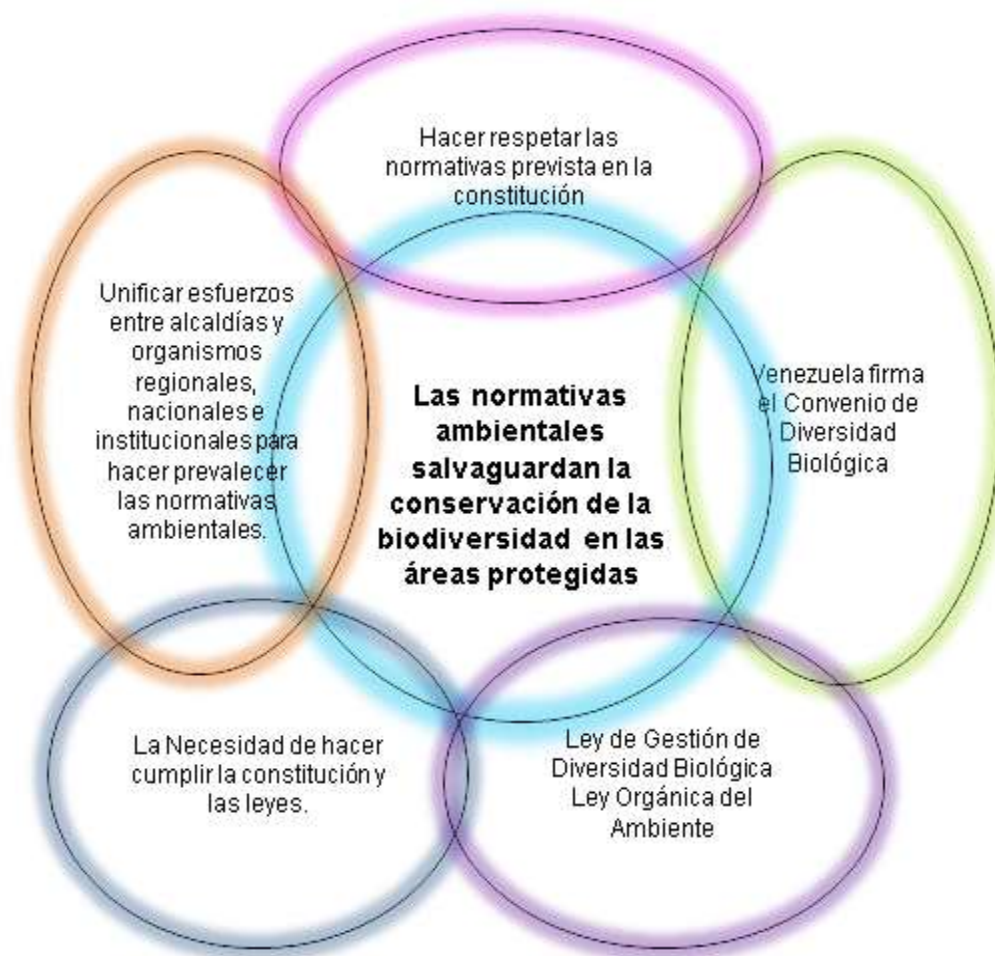 Hacer respetar las
normativas prevista en la
constitución
Unificar esfuerzos
entre alcaldías y
organismos
regionales,
nacionales e
institucionales para
hacer prevalecer
las normativas
ambientales.
Las normativas
ambientales
salvaguardan la
conservación de la
biodiversidad en las
áreas protegidas
Venezuela firma
el Convenio de
Diversidad
Biológica
La Necesidad de hacer
cumplir la constitución y
las leyes.
Ley de Gestión de
Diversidad Biológica
Ley Orgánica del
Ambiente